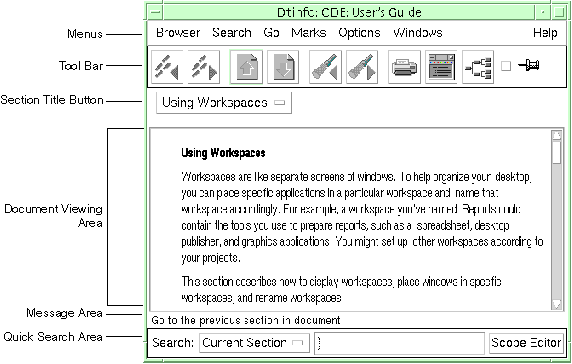 Dtinfo: CDE: User's Guide
Menus
Browser Search Go Marks Options Windows Help
Tool Bar
Section Title Button
Using Workspaces
Using Workspaces
Workspaces are like separate screens of windows. To help organize your desktop,
you can place specific applications in a particular workspace and name that
workspace accordingly. For example, a workspace you've named Reports could
contain the tools you use to prepare reports, such as a spreadsheet, desktop
publisher, and graphics applications. You might set up other workspaces according to
your projects.
Document Viewing
Area
This section describes how to display workspaces, place windows in specific
workspaces, and rename workspaces
Message Area
Go to the previous section in document
Quick Search Area
Search: Current Section Scope Editor